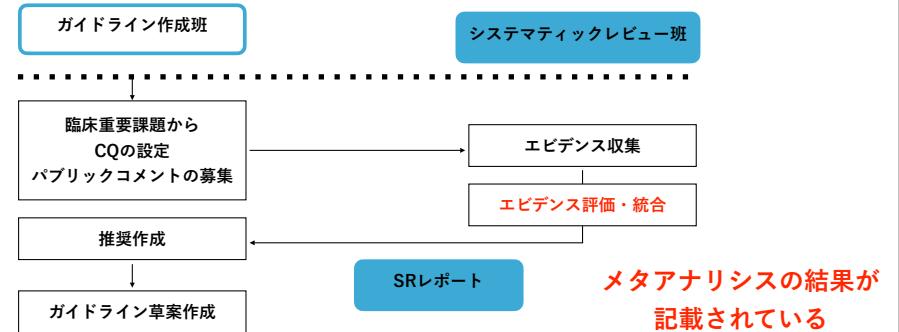 ガイドライン作成班
システマティックレビュー班
臨床重要課題から
CQの設定
パブリックコメントの募集
エビデンス収集
エビデンス評価・統合
推奨作成
SRレポート
ガイドライン草案作成
メタアナリシスの結果が
記載されている